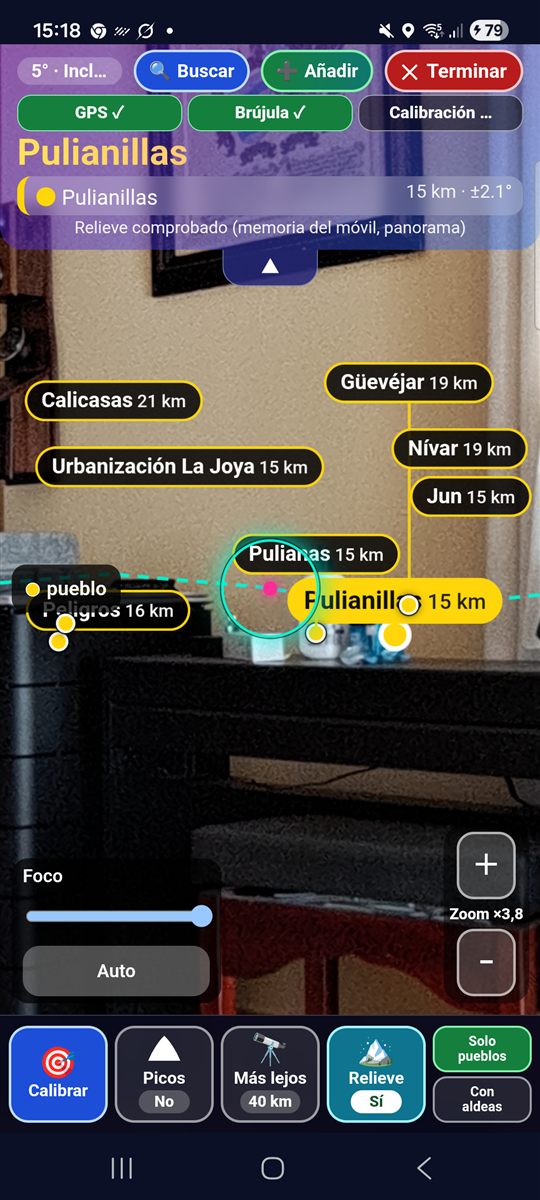 15:18
79
5° · Incl...
Buscar
Añadir
Terminar
GPS ✓
Brújula ✓
Calibración ...
Pulianillas
Pulianillas
15 km · ±2.1°
Relieve comprobado (memoria del móvil, panorama)
Güevéjar 19 km
Calicasas 21 km
Nívar 19 km
Urbanización La Joya 15 km
Jun 15 km
Pulianas 15 km
pueblo
Pulianillas 15 km
Peligros 16 km
Foco
Auto
+
Zoom ×3,8
-
Calibrar
Picos
No
Más lejos
40 km
Relieve
Sí
Solo
pueblos
Con
aldeas